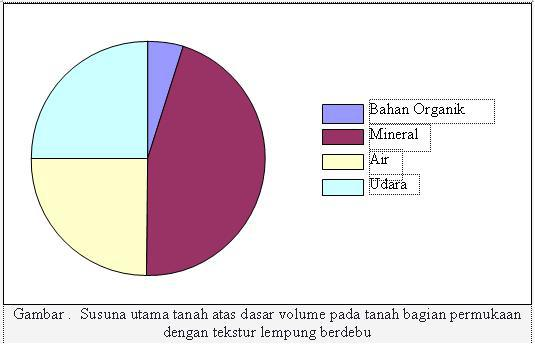 Bahan Organik
Mineral
Air
Udara
Gambar . Susuna utama tanah atas dasar volume pada tanah bagian permukaan
dengan tekstur lempung berdebu